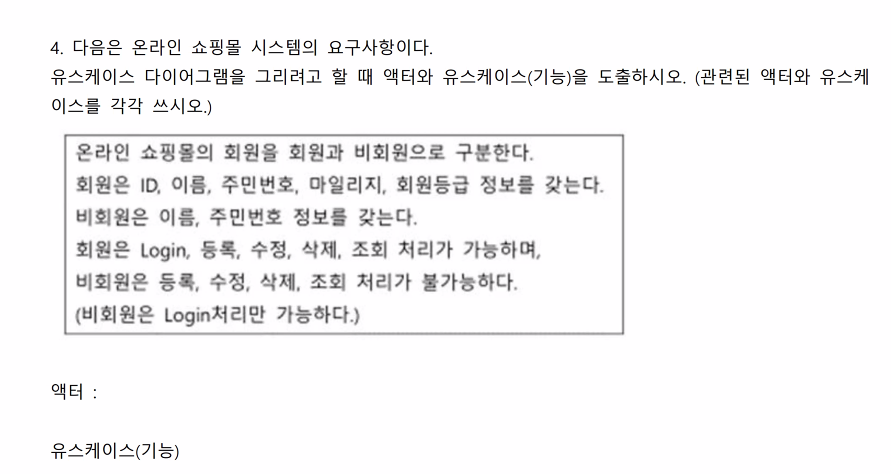 4. 다음은 온라인 쇼핑몰 시스템의 요구사항이다.
유스케이스 다이어그램을 그리려고 할 때 액터와 유스케이스(기능)을 도출하시오. (관련된 액터와 유스케
이스를 각각 쓰시오.)
온라인 쇼핑몰의 회원을 회원과 비회원으로 구분한다.
회원은 ID, 이름, 주민번호, 마일리지, 회원등급 정보를 갖는다.
비회원은 이름, 주민번호 정보를 갖는다.
회원은 Login, 등록, 수정, 삭제, 조회 처리가 가능하며,
비회원은 등록, 수정, 삭제, 조회 처리가 불가능하다.
(비회원은 Login처리만 가능하다.)
액터 :
유스케이스(기능)